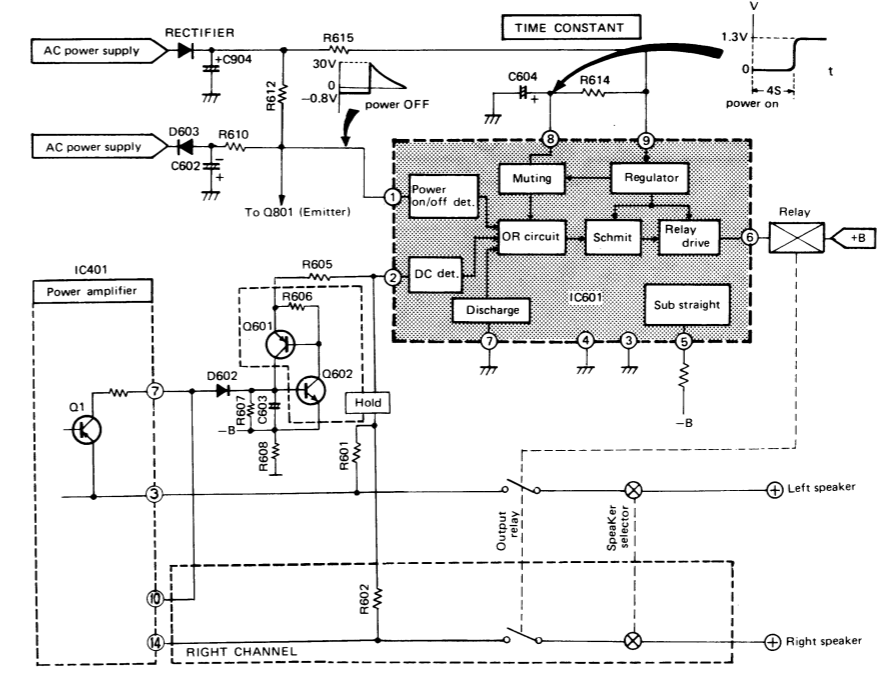 RECTIFIER
AC power supply
+C904
R615
R612
30V
0
−0.8V
power OFF
TIME CONSTANT
C604
+
R614
V
1.3V
0
4S
t
power on
AC power supply
D603
C602
−
+
R610
To Q801 (Emitter)
8
9
1
Power
on/off det.
Muting
Regulator
OR circuit
Schmit
Relay
drive
6
Relay
+B
2
DC det.
Discharge
IC601
Sub straight
7
4
3
5
−B
IC401
Power amplifier
R605
R606
Q601
Q602
D602
R607
C603
−B
R608
Hold
R601
Q1
7
3
Output
relay
SpeaKer
selector
Left speaker
10
R602
14
RIGHT CHANNEL
Right speaker